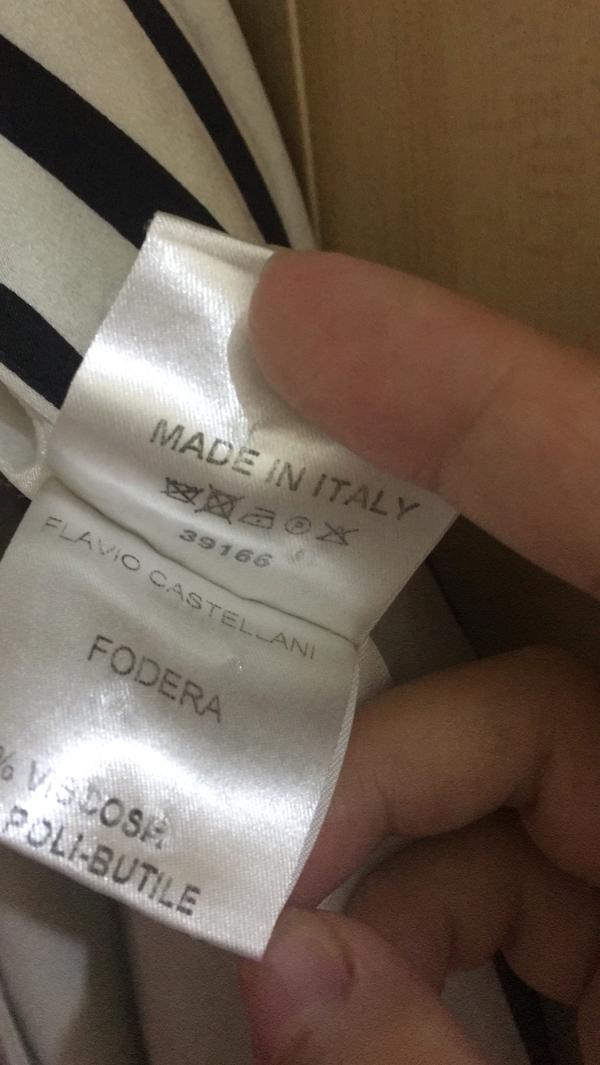 MADE IN ITALY
39166
FLAVIO CASTELLANI
FODERA
% VISCOSA
POLI-BUTILE